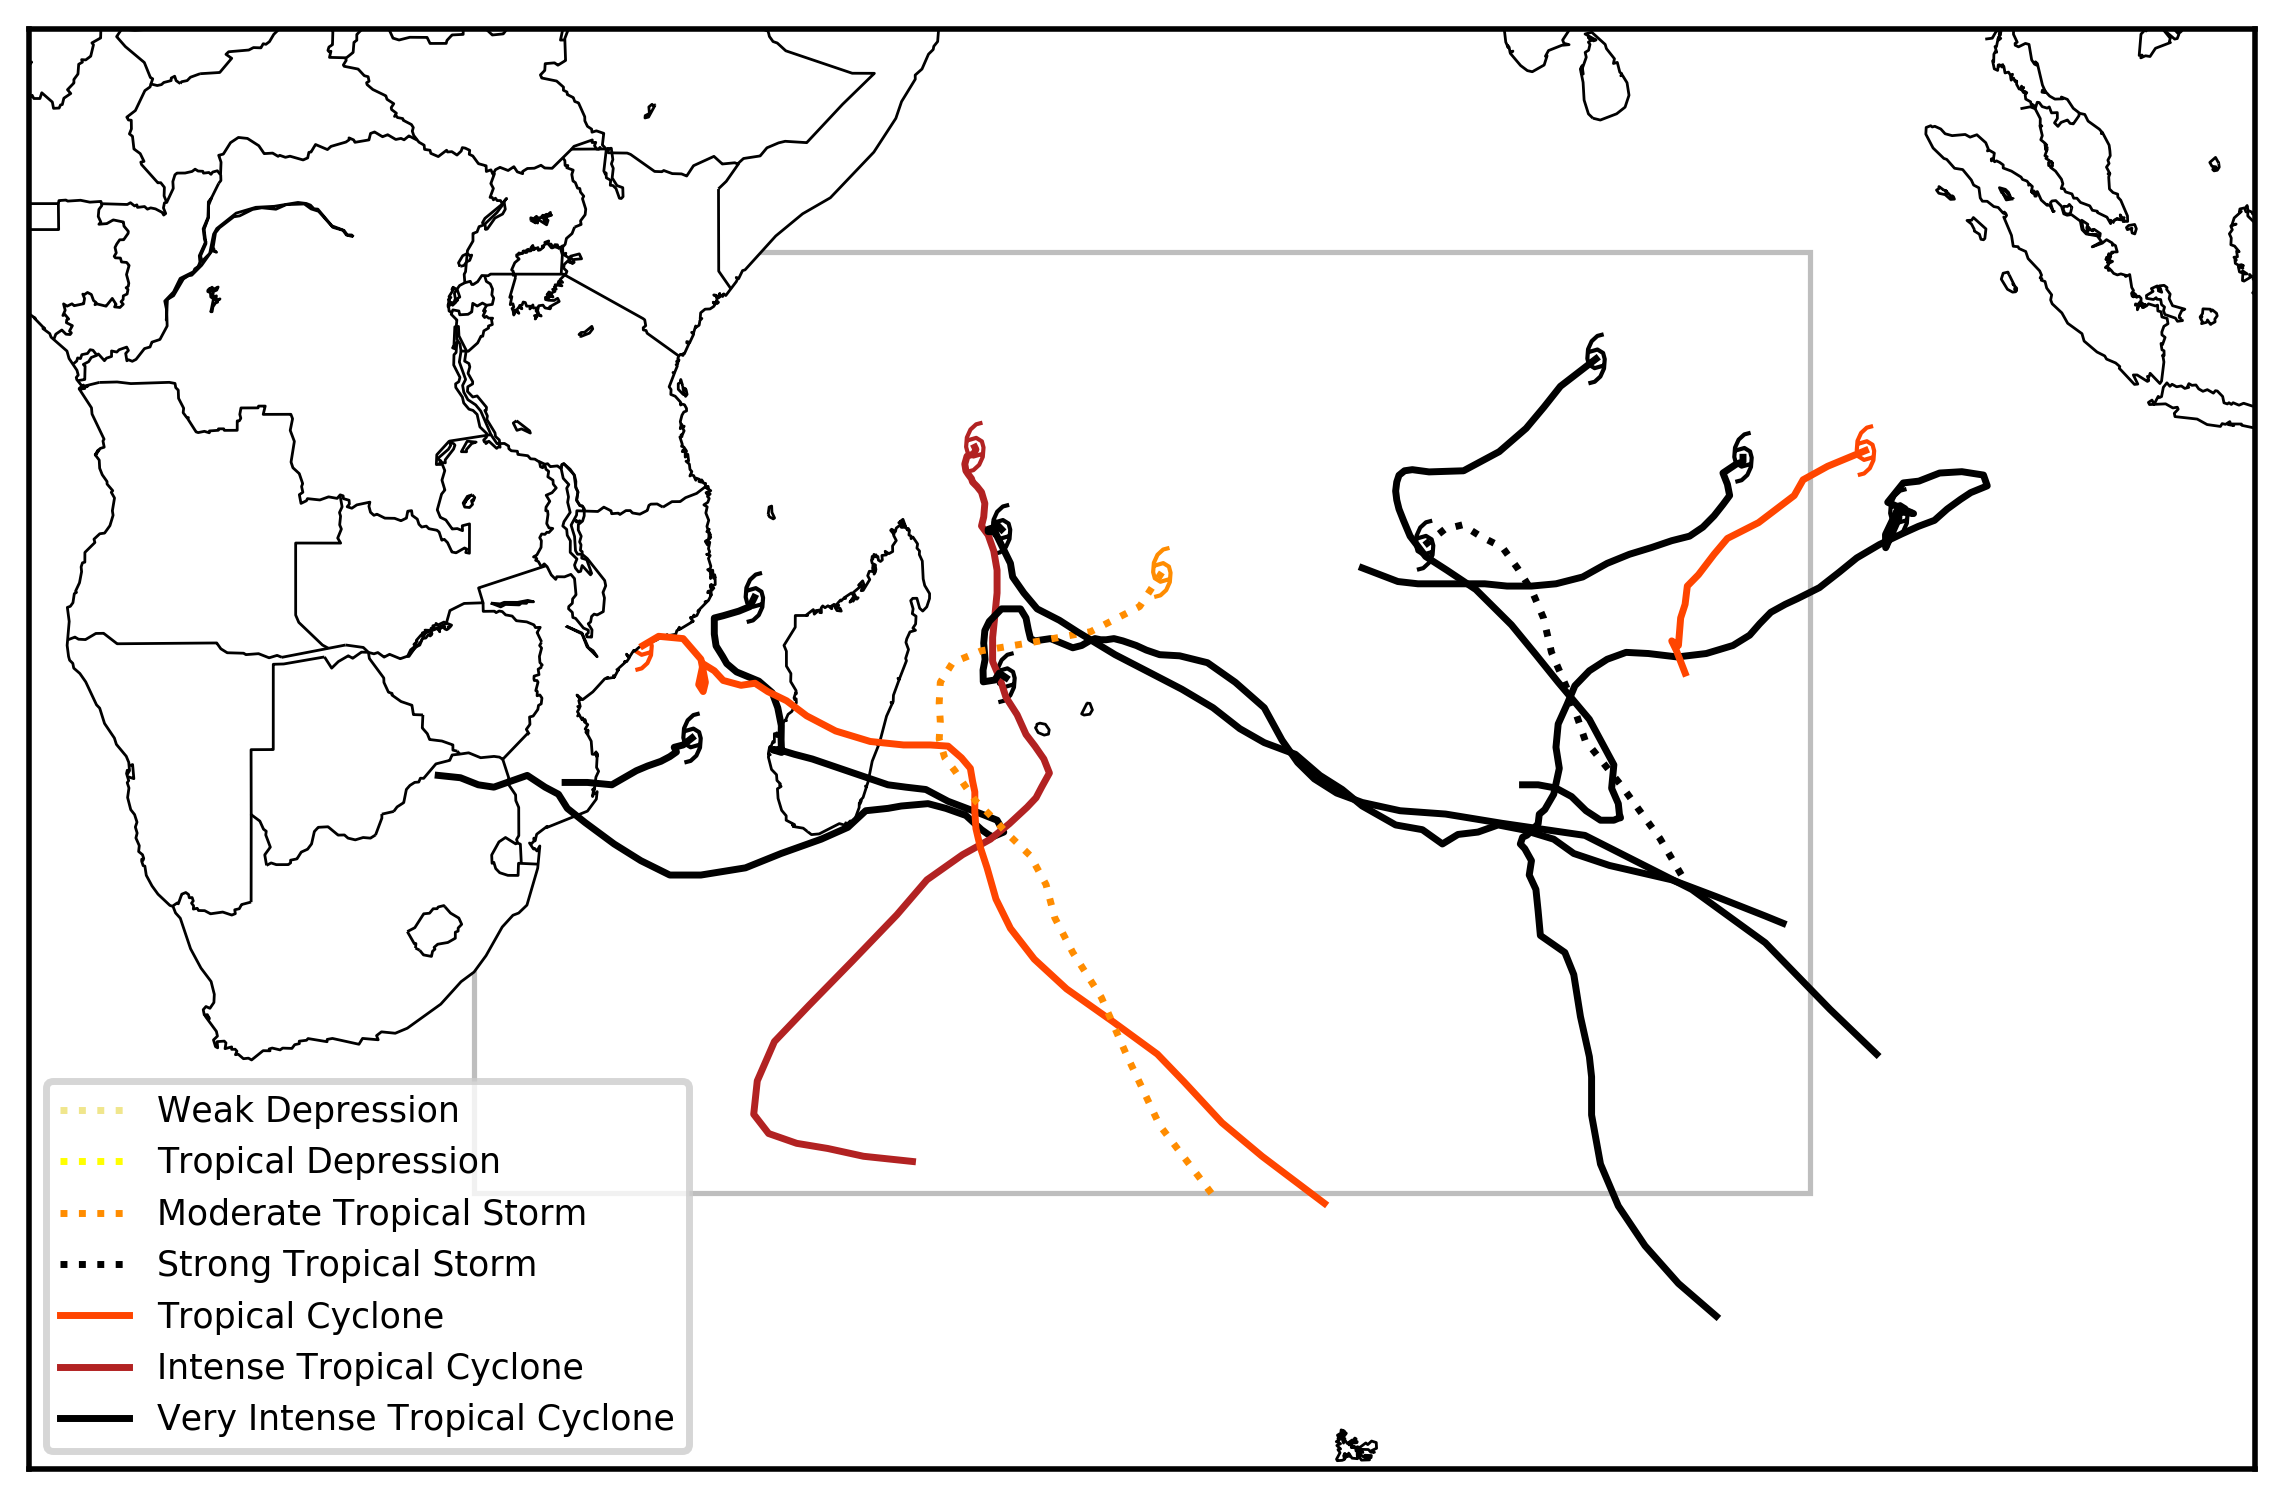 Weak Depression
Tropical Depression
Moderate Tropical Storm
Strong Tropical Storm
Tropical Cyclone
Intense Tropical Cyclone
Very Intense Tropical Cyclone